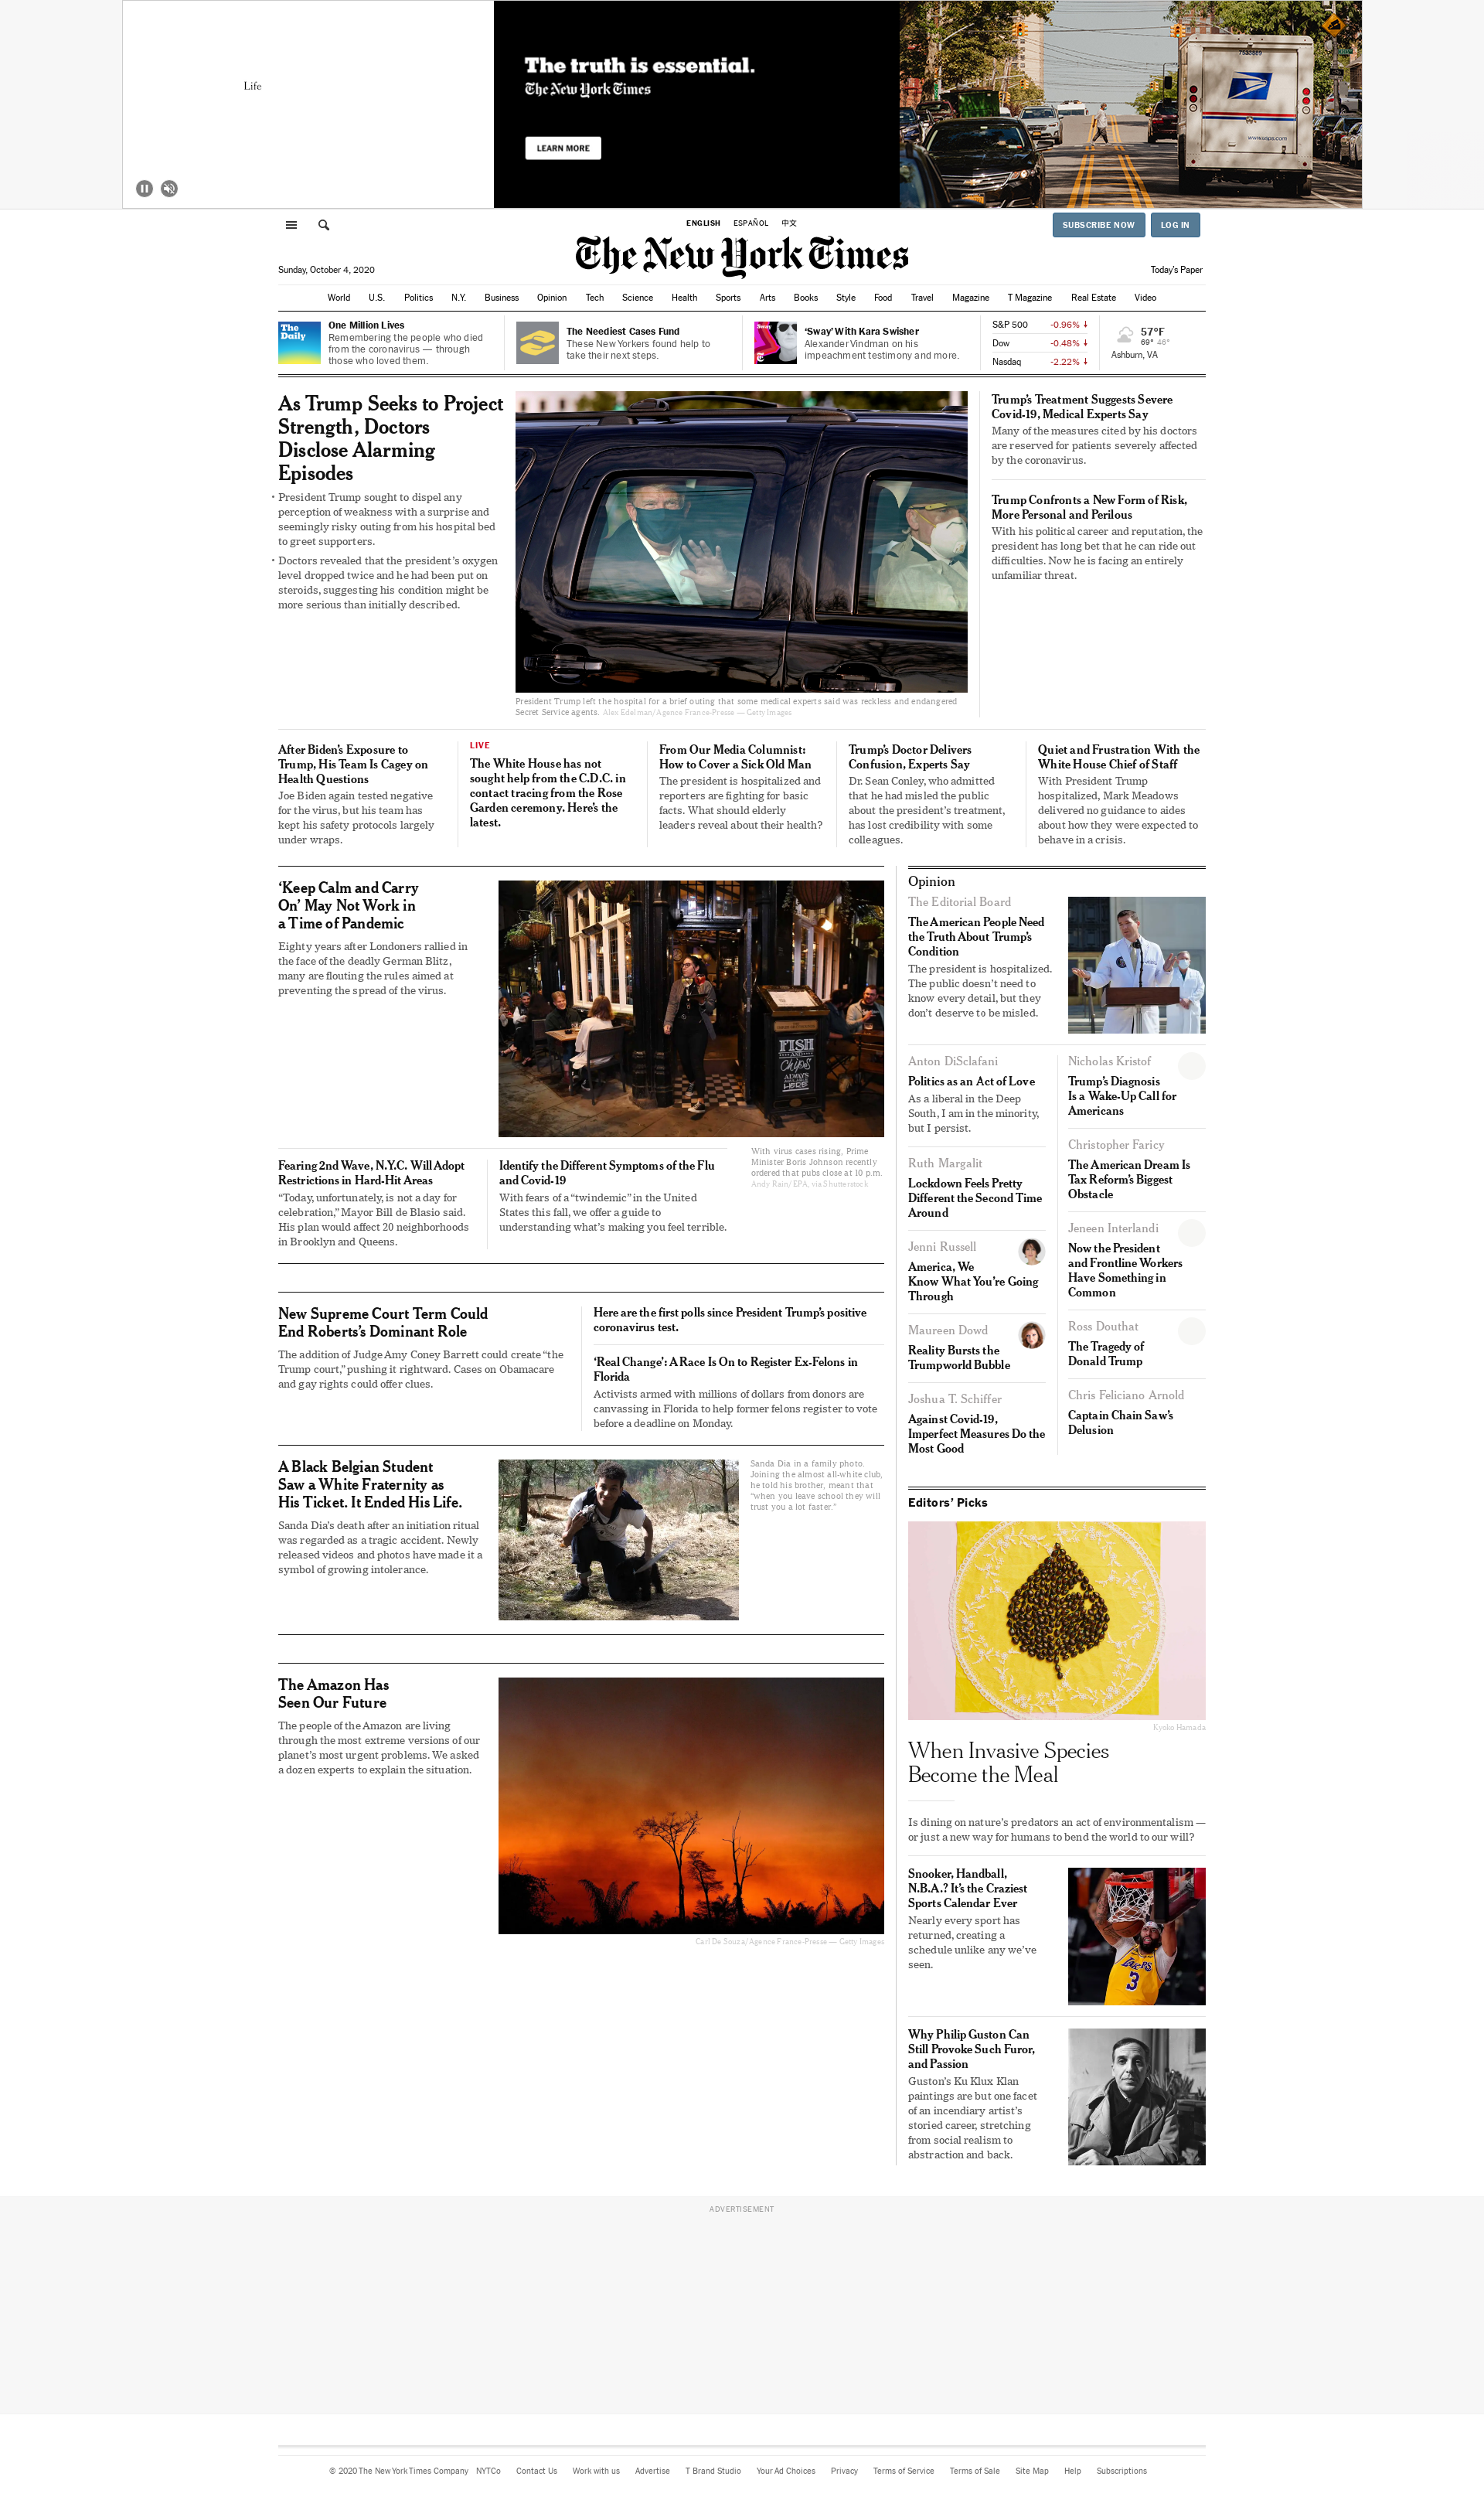 Life
The truth is essential.
The New York Times
LEARN MORE
ENGLISH ESPAÑOL 中文
SUBSCRIBE NOW LOG IN
The New York Times
Sunday, October 4, 2020
Today's Paper
World U.S. Politics N.Y. Business Opinion Tech Science Health Sports Arts Books Style Food Travel Magazine T Magazine Real Estate Video
The Daily
One Million Lives
Remembering the people who died
from the coronavirus — through
those who loved them.
The Neediest Cases Fund
These New Yorkers found help to
take their next steps.
Sway
‘Sway’ With Kara Swisher
Alexander Vindman on his
impeachment testimony and more.
S&P 500 -0.96% ↓
Dow -0.48% ↓
Nasdaq -2.22% ↓
57°F
69° 46°
Ashburn, VA
As Trump Seeks to Project
Strength, Doctors
Disclose Alarming
Episodes
• President Trump sought to dispel any
perception of weakness with a surprise and
seemingly risky outing from his hospital bed
to greet supporters.
• Doctors revealed that the president’s oxygen
level dropped twice and he had been put on
steroids, suggesting his condition might be
more serious than initially described.
President Trump left the hospital for a brief outing that some medical experts said was reckless and endangered
Secret Service agents. Alex Edelman/Agence France-Presse — Getty Images
Trump’s Treatment Suggests Severe
Covid-19, Medical Experts Say
Many of the measures cited by his doctors
are reserved for patients severely affected
by the coronavirus.
Trump Confronts a New Form of Risk,
More Personal and Perilous
With his political career and reputation, the
president has long bet that he can ride out
difficulties. Now he is facing an entirely
unfamiliar threat.
After Biden’s Exposure to
Trump, His Team Is Cagey on
Health Questions
Joe Biden again tested negative
for the virus, but his team has
kept his safety protocols largely
under wraps.
LIVE
The White House has not
sought help from the C.D.C. in
contact tracing from the Rose
Garden ceremony. Here’s the
latest.
From Our Media Columnist:
How to Cover a Sick Old Man
The president is hospitalized and
reporters are fighting for basic
facts. What should elderly
leaders reveal about their health?
Trump’s Doctor Delivers
Confusion, Experts Say
Dr. Sean Conley, who admitted
that he had misled the public
about the president’s treatment,
has lost credibility with some
colleagues.
Quiet and Frustration With the
White House Chief of Staff
With President Trump
hospitalized, Mark Meadows
delivered no guidance to aides
about how they were expected to
behave in a crisis.
‘Keep Calm and Carry
On’ May Not Work in
a Time of Pandemic
Eighty years after Londoners rallied in
the face of the deadly German Blitz,
many are flouting the rules aimed at
preventing the spread of the virus.
FISH
AND
Chips
ALWAYS
HERE
With virus cases rising, Prime
Minister Boris Johnson recently
ordered that pubs close at 10 p.m.
Andy Rain/EPA, via Shutterstock
Fearing 2nd Wave, N.Y.C. Will Adopt
Restrictions in Hard-Hit Areas
“Today, unfortunately, is not a day for
celebration,” Mayor Bill de Blasio said.
His plan would affect 20 neighborhoods
in Brooklyn and Queens.
Identify the Different Symptoms of the Flu
and Covid-19
With fears of a “twindemic” in the United
States this fall, we offer a guide to
understanding what’s making you feel terrible.
New Supreme Court Term Could
End Roberts’s Dominant Role
The addition of Judge Amy Coney Barrett could create “the
Trump court,” pushing it rightward. Cases on Obamacare
and gay rights could offer clues.
Here are the first polls since President Trump’s positive
coronavirus test.
‘Real Change’: A Race Is On to Register Ex-Felons in
Florida
Activists armed with millions of dollars from donors are
canvassing in Florida to help former felons register to vote
before a deadline on Monday.
A Black Belgian Student
Saw a White Fraternity as
His Ticket. It Ended His Life.
Sanda Dia’s death after an initiation ritual
was regarded as a tragic accident. Newly
released videos and photos have made it a
symbol of growing intolerance.
Sanda Dia in a family photo.
Joining the almost all-white club,
he told his brother, meant that
“when you leave school they will
trust you a lot faster.”
The Amazon Has
Seen Our Future
The people of the Amazon are living
through the most extreme versions of our
planet’s most urgent problems. We asked
a dozen experts to explain the situation.
Carl De Souza/Agence France-Presse — Getty Images
Opinion
The Editorial Board
The American People Need
the Truth About Trump’s
Condition
The president is hospitalized.
The public doesn’t need to
know every detail, but they
don’t deserve to be misled.
Anton DiSclafani
Politics as an Act of Love
As a liberal in the Deep
South, I am in the minority,
but I persist.
Ruth Margalit
Lockdown Feels Pretty
Different the Second Time
Around
Jenni Russell
America, We
Know What You’re Going
Through
Maureen Dowd
Reality Bursts the
Trumpworld Bubble
Joshua T. Schiffer
Against Covid-19,
Imperfect Measures Do the
Most Good
Nicholas Kristof
Trump’s Diagnosis
Is a Wake-Up Call for
Americans
Christopher Faricy
The American Dream Is
Tax Reform’s Biggest
Obstacle
Jeneen Interlandi
Now the President
and Frontline Workers
Have Something in
Common
Ross Douthat
The Tragedy of
Donald Trump
Chris Feliciano Arnold
Captain Chain Saw’s
Delusion
Editors’ Picks
Kyoko Hamada
When Invasive Species
Become the Meal
Is dining on nature’s predators an act of environmentalism —
or just a new way for humans to bend the world to our will?
Snooker, Handball,
N.B.A.? It’s the Craziest
Sports Calendar Ever
Nearly every sport has
returned, creating a
schedule unlike any we’ve
seen.
3
Why Philip Guston Can
Still Provoke Such Furor,
and Passion
Guston’s Ku Klux Klan
paintings are but one facet
of an incendiary artist’s
storied career, stretching
from social realism to
abstraction and back.
ADVERTISEMENT
© 2020 The New York Times Company NYTCo Contact Us Work with us Advertise T Brand Studio Your Ad Choices Privacy Terms of Service Terms of Sale Site Map Help Subscriptions